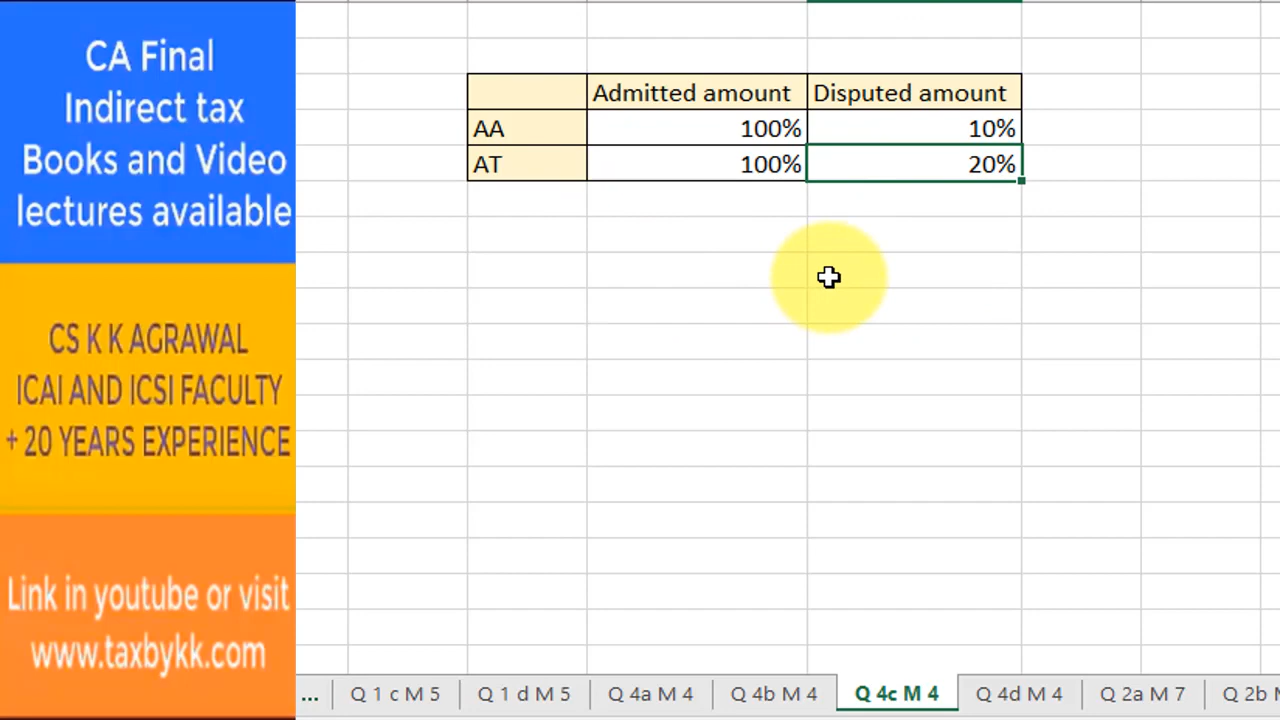 CA Final
Indirect tax
Books and Video
lectures available
CS K K AGRAWAL
ICAI AND ICSI FACULTY
+ 20 YEARS EXPERIENCE
Link in youtube or visit
www.taxbykk.com
Admitted amount Disputed amount
AA 100% 10%
AT 100% 20%
... Q 1 c M 5 Q 1 d M 5 Q 4a M 4 Q 4b M 4 Q 4c M 4 Q 4d M 4 Q 2a M 7 Q 2b M